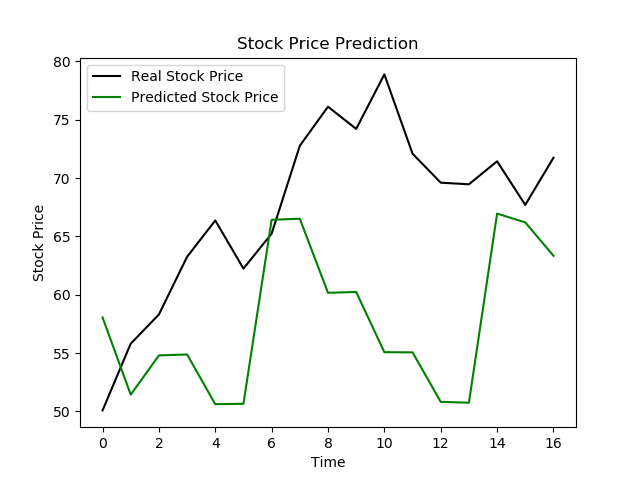 Stock Price Prediction
Real Stock Price
Predicted Stock Price
Stock Price
80
75
70
65
60
55
50
0 2 4 6 8 10 12 14 16
Time